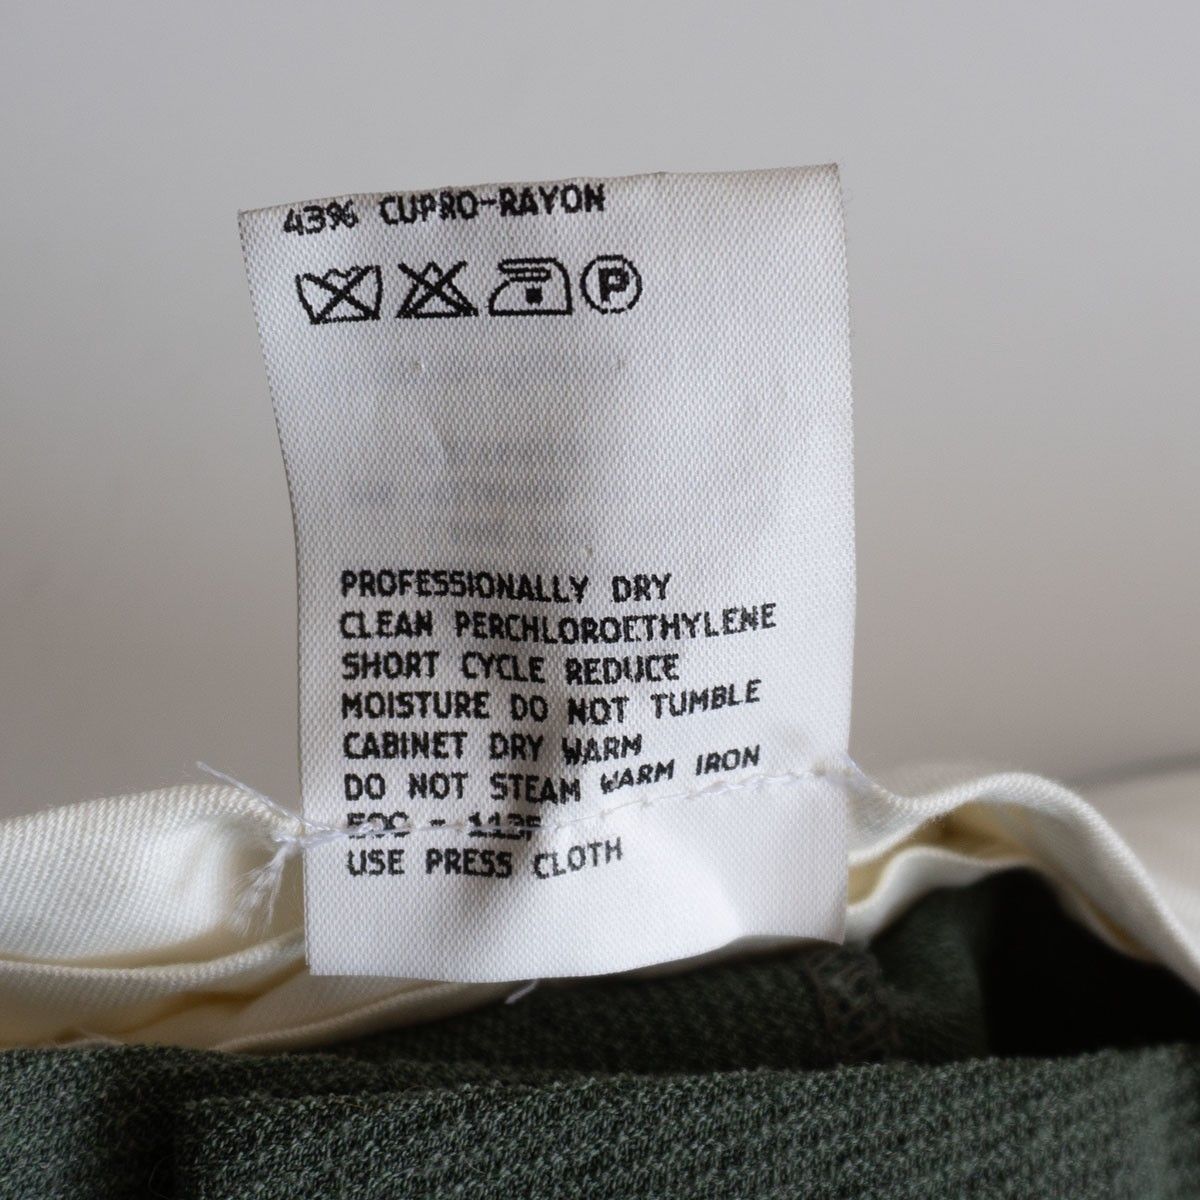 43% CUPRO-RAYON
P
PROFESSIONALLY DRY
CLEAN PERCHLOROETHYLENE
SHORT CYCLE REDUCE
MOISTURE DO NOT TUMBLE
CABINET DRY WARM
DO NOT STEAM WARM IRON
USE PRESS CLOTH